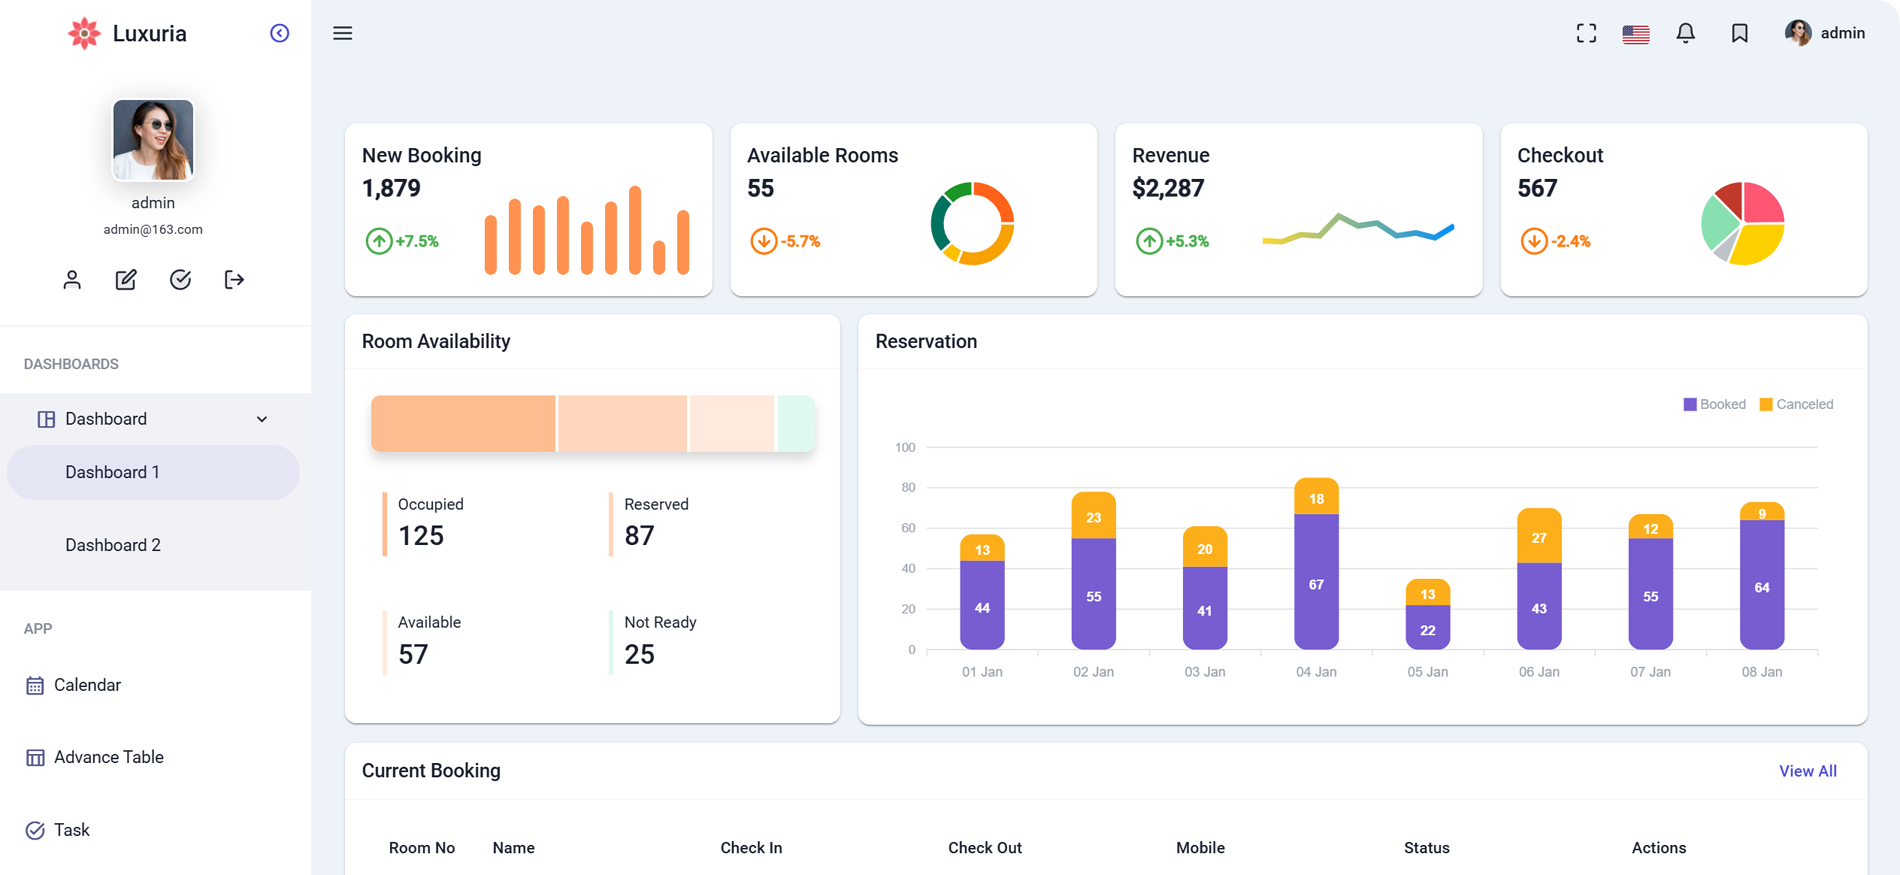 Luxuria
admin
admin
admin@163.com
DASHBOARDS
Dashboard
Dashboard 1
Dashboard 2
APP
Calendar
Advance Table
Task
New Booking
1,879
+7.5%
Available Rooms
55
-5.7%
Revenue
$2,287
+5.3%
Checkout
567
-2.4%
Room Availability
Occupied
125
Reserved
87
Available
57
Not Ready
25
Reservation
Booked Canceled
100
80
60
40
20
0
13
44
23
55
20
41
18
67
13
22
27
43
12
55
9
64
01 Jan 02 Jan 03 Jan 04 Jan 05 Jan 06 Jan 07 Jan 08 Jan
Current Booking
View All
Room No Name Check In Check Out Mobile Status Actions